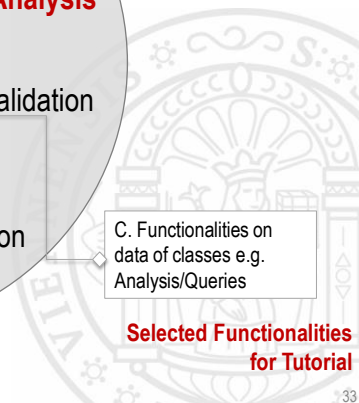 Analysis
alidation
on
C. Functionalities on
data of classes e.g.
Analysis/Queries
Selected Functionalities
for Tutorial
33